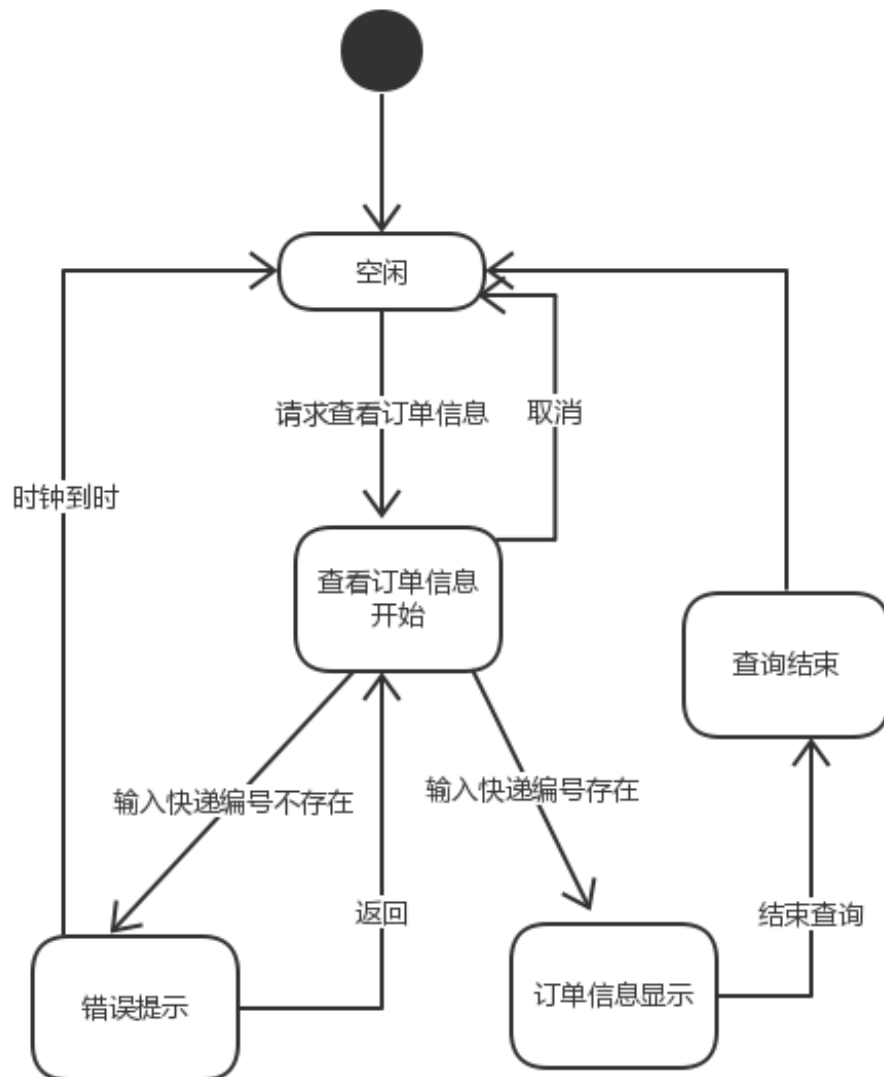 空闲
请求查看订单信息
取消
时钟到时
查看订单信息
开始
查询结束
输入快递编号不存在
输入快递编号存在
返回
结束查询
错误提示
订单信息显示